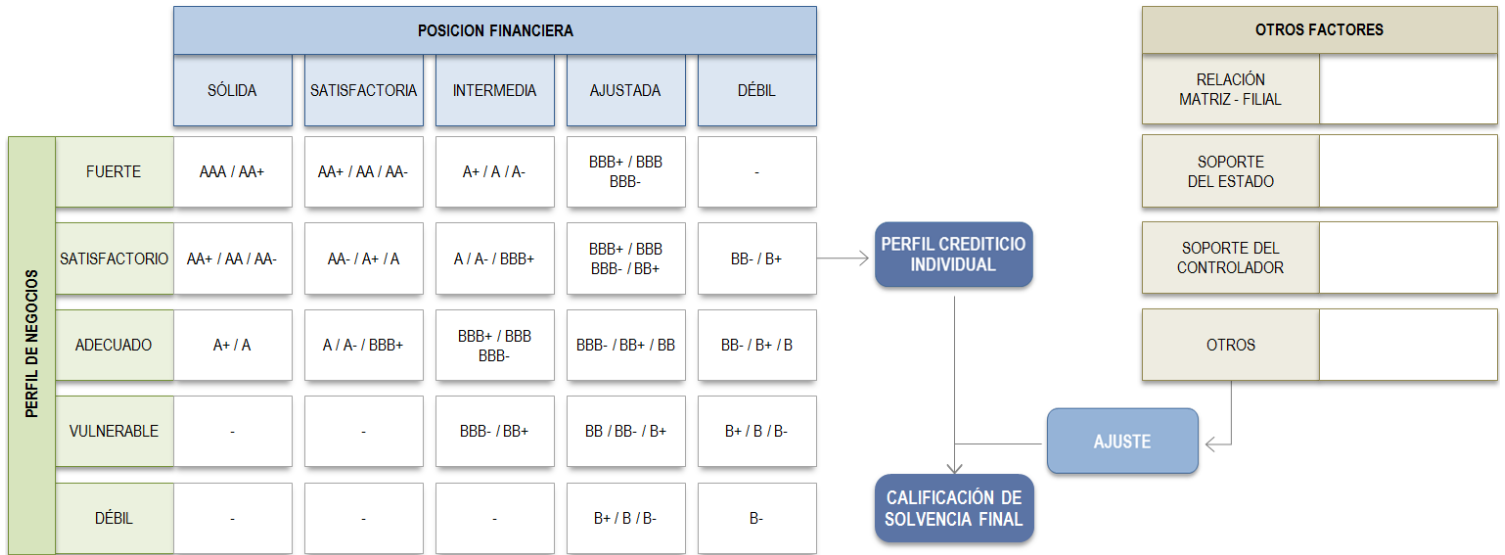 POSICION FINANCIERA
SÓLIDA
SATISFACTORIA
INTERMEDIA
AJUSTADA
DÉBIL
PERFIL DE NEGOCIOS
FUERTE
AAA / AA+
AA+ / AA / AA-
A+ / A / A-
BBB+ / BBB
BBB-
-
SATISFACTORIO
AA+ / AA / AA-
AA- / A+ / A
A / A- / BBB+
BBB+ / BBB
BBB- / BB+
BB- / B+
ADECUADO
A+ / A
A / A- / BBB+
BBB+ / BBB
BBB-
BBB- / BB+ / BB
BB- / B+ / B
VULNERABLE
-
-
BBB- / BB+
BB / BB- / B+
B+ / B / B-
DÉBIL
-
-
-
B+ / B / B-
B-
PERFIL CREDITICIO
INDIVIDUAL
CALIFICACIÓN DE
SOLVENCIA FINAL
AJUSTE
OTROS FACTORES
RELACIÓN
MATRIZ - FILIAL
SOPORTE
DEL ESTADO
SOPORTE DEL
CONTROLADOR
OTROS